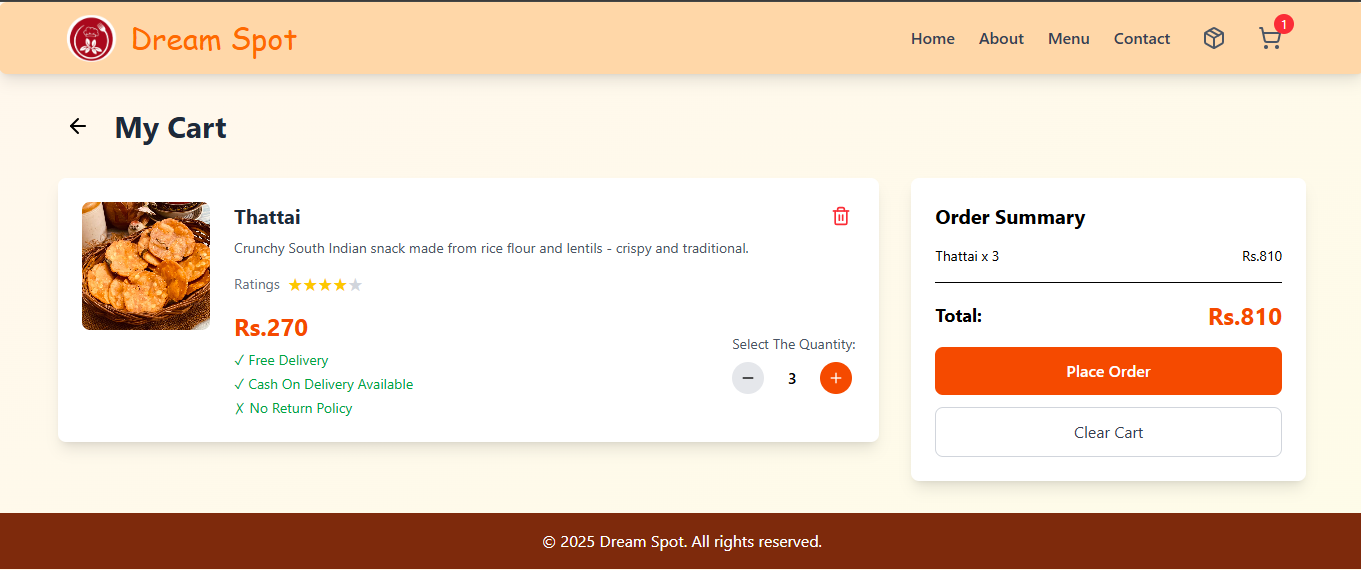 Dream Spot
Home About Menu Contact 1
My Cart
Thattai
Crunchy South Indian snack made from rice flour and lentils - crispy and traditional.
Ratings ★★★★★
Rs.270
✓ Free Delivery
✓ Cash On Delivery Available
✗ No Return Policy
Select The Quantity:
− 3 +
Order Summary
Thattai x 3 Rs.810
Total: Rs.810
Place Order
Clear Cart
© 2025 Dream Spot. All rights reserved.